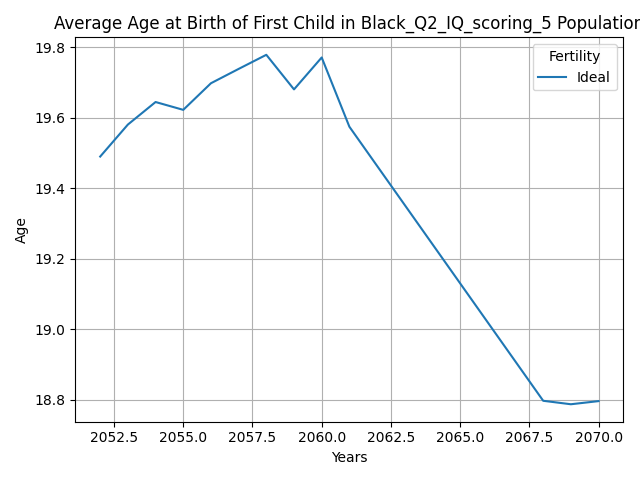 Average Age at Birth of First Child in Black_Q2_IQ_scoring_5 Population
19.8
19.6
19.4
19.2
19.0
18.8
Age
Fertility
Ideal
2052.5 2055.0 2057.5 2060.0 2062.5 2065.0 2067.5 2070.0
Years